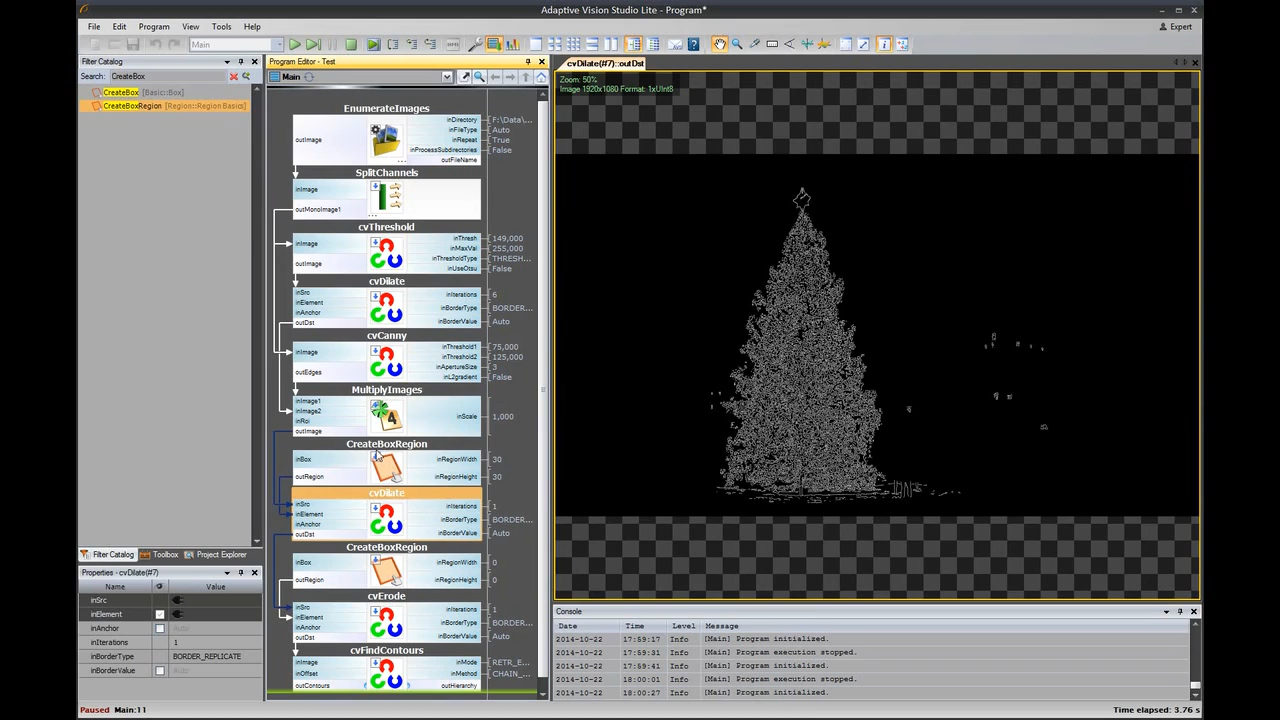 Adaptive Vision Studio Lite - Program*
File Edit Program View Tools Help
Expert
Main
Filter Catalog
Search: CreateBox
CreateBox [Basic::Box]
CreateBoxRegion [Region::Region Basics]
Filter Catalog Toolbox Project Explorer
Properties - cvDilate(#7)
Name Value
inSrc
inElement
inAnchor Auto
inIterations 1
inBorderType BORDER_REPLICATE
inBorderValue Auto
Program Editor - Test
Main
EnumerateImages
inDirectory F:\Data\...
inFileType Auto
outImage inRepeat True
inProcessSubdirectories False
outFileName
SplitChannels
inImage
outMonoImage1
cvThreshold
inThresh 149,000
inImage inMaxVal 255,000
inThresholdType THRESH...
outImage inUseOtsu False
cvDilate
inSrc inIterations 6
inElement
inAnchor inBorderType BORDER...
outDst inBorderValue Auto
cvCanny
inThreshold1 75,000
inImage inThreshold2 125,000
inApertureSize 3
outEdges inL2gradient False
MultiplyImages
inImage1
inImage2 inScale 1,000
inRoi
outImage
CreateBoxRegion
inBox inRegionWidth 30
outRegion inRegionHeight 30
cvDilate
inSrc inIterations 1
inElement
inAnchor inBorderType BORDER...
outDst inBorderValue Auto
CreateBoxRegion
inBox inRegionWidth 0
outRegion inRegionHeight 0
cvErode
inSrc inIterations 1
inElement
inAnchor inBorderType BORDER...
outDst inBorderValue Auto
cvFindContours
inImage inMode RETR_E...
inOffset inMethod CHAIN_...
outContours outHierarchy
cvDilate(#7)::outDst
Zoom: 50%
Image 1920x1080 Format: 1xUInt8
Console
Date Time Level Message
2014-10-22 17:59:17 Info [Main] Program initialized.
2014-10-22 17:59:31 Info [Main] Program execution stopped.
2014-10-22 17:59:41 Info [Main] Program initialized.
2014-10-22 18:00:01 Info [Main] Program execution stopped.
2014-10-22 18:00:27 Info [Main] Program initialized.
Paused Main:11
Time elapsed: 3.76 s